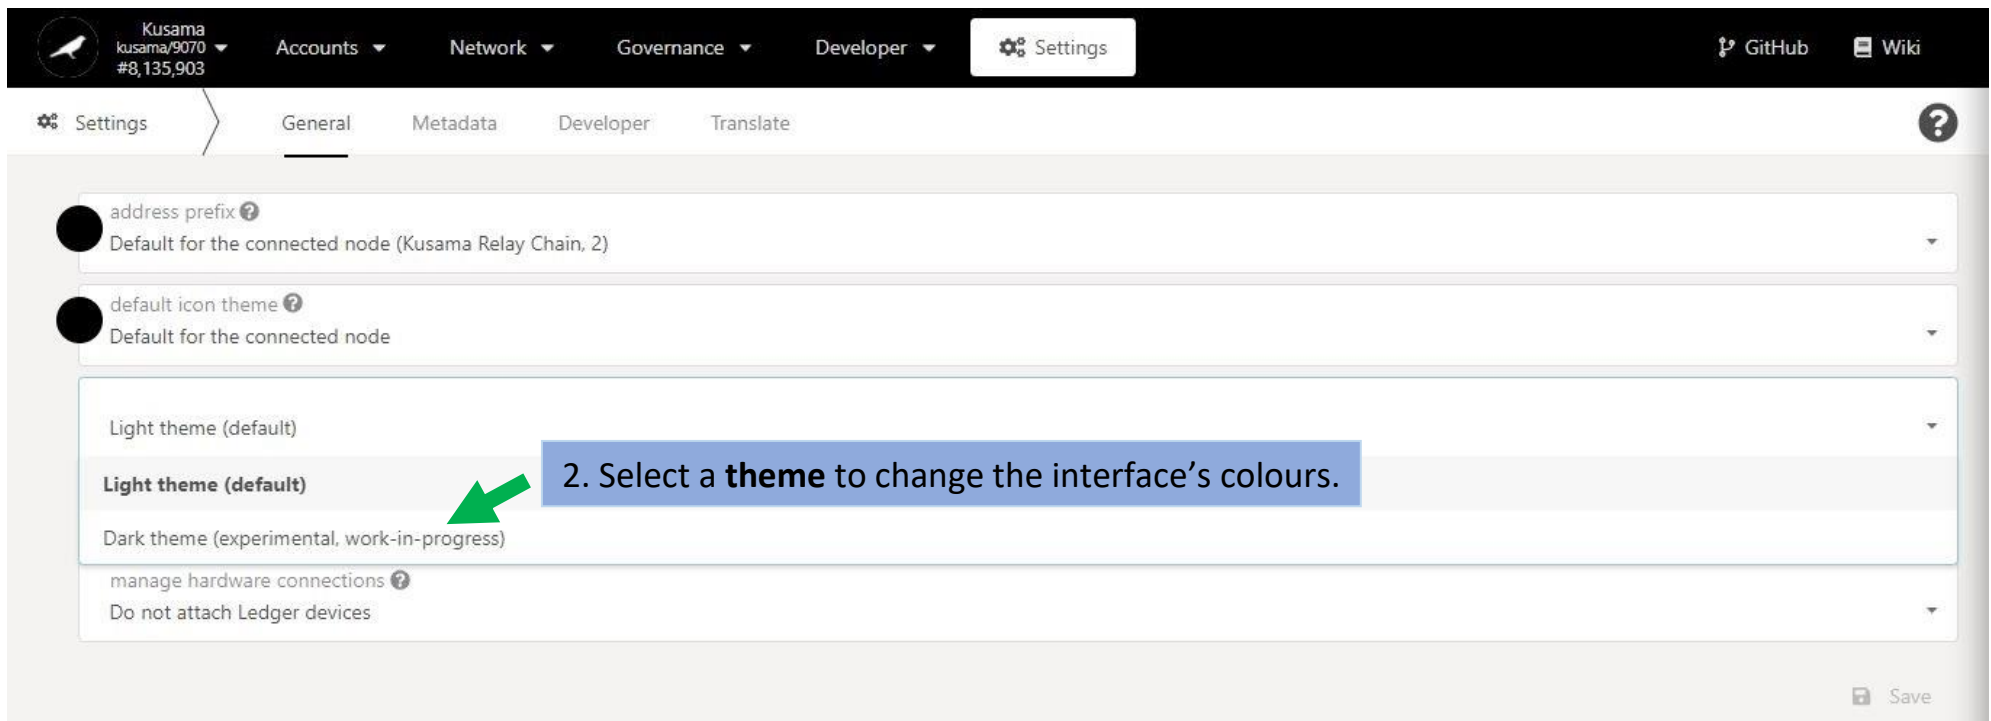 Kusama
kusama/9070
#8,135,903
Accounts
Network
Governance
Developer
Settings
GitHub
Wiki
Settings
General
Metadata
Developer
Translate
address prefix
Default for the connected node (Kusama Relay Chain, 2)
default icon theme
Default for the connected node
Light theme (default)
Light theme (default)
2. Select a theme to change the interface’s colours.
Dark theme (experimental, work-in-progress)
manage hardware connections
Do not attach Ledger devices
Save